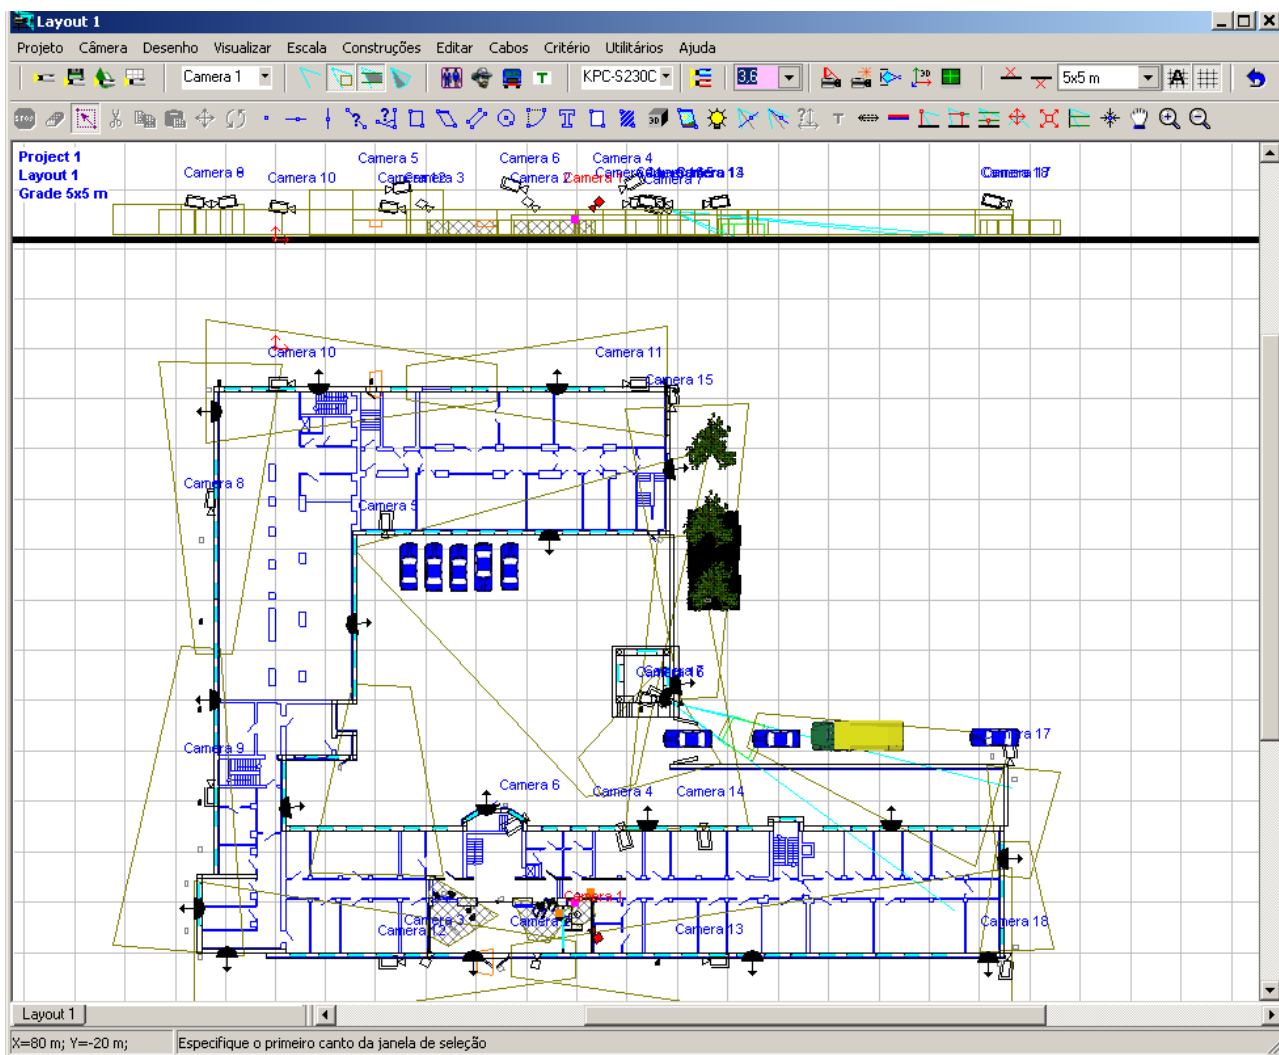 Layout 1
Projeto Câmera Desenho Visualizar Escala Construções Editar Cabos Critério Utilitários Ajuda
Camera 1 T KPC-S230C 3,6 5x5 m
Project 1
Layout 1
Grade 5x5 m
Camera 5 Camera 6 Camera 4
Camera 10 Camera 3
Camera 10 Camera 11
Camera 15
Camera 8
Camera 5
Camera 9
Camera 6 Camera 4 Camera 14
Camera 1
Camera 3
Camera 12 Camera 13 Camera 18
Layout 1
X=80 m; Y=-20 m; Especifique o primeiro canto da janela de seleção